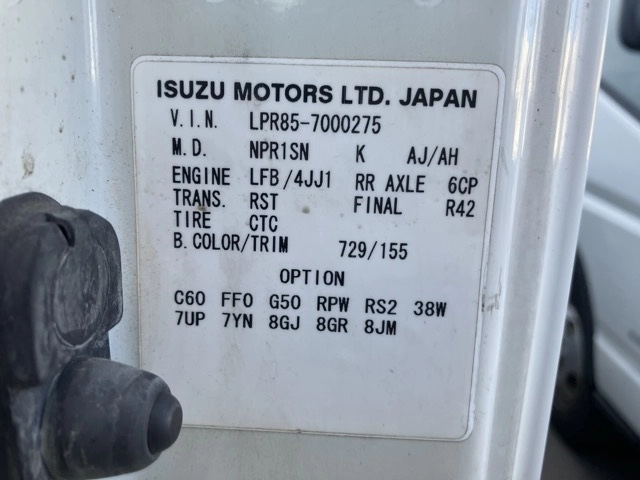 ISUZU MOTORS LTD. JAPAN
V.I.N. LPR85-7000275
M.D. NPR1SN K AJ/AH
ENGINE LFB/4JJ1 RR AXLE 6CP
TRANS. RST FINAL R42
TIRE CTC
B.COLOR/TRIM 729/155
OPTION
C60 FF0 G50 RPW RS2 38W
7UP 7YN 8GJ 8GR 8JM